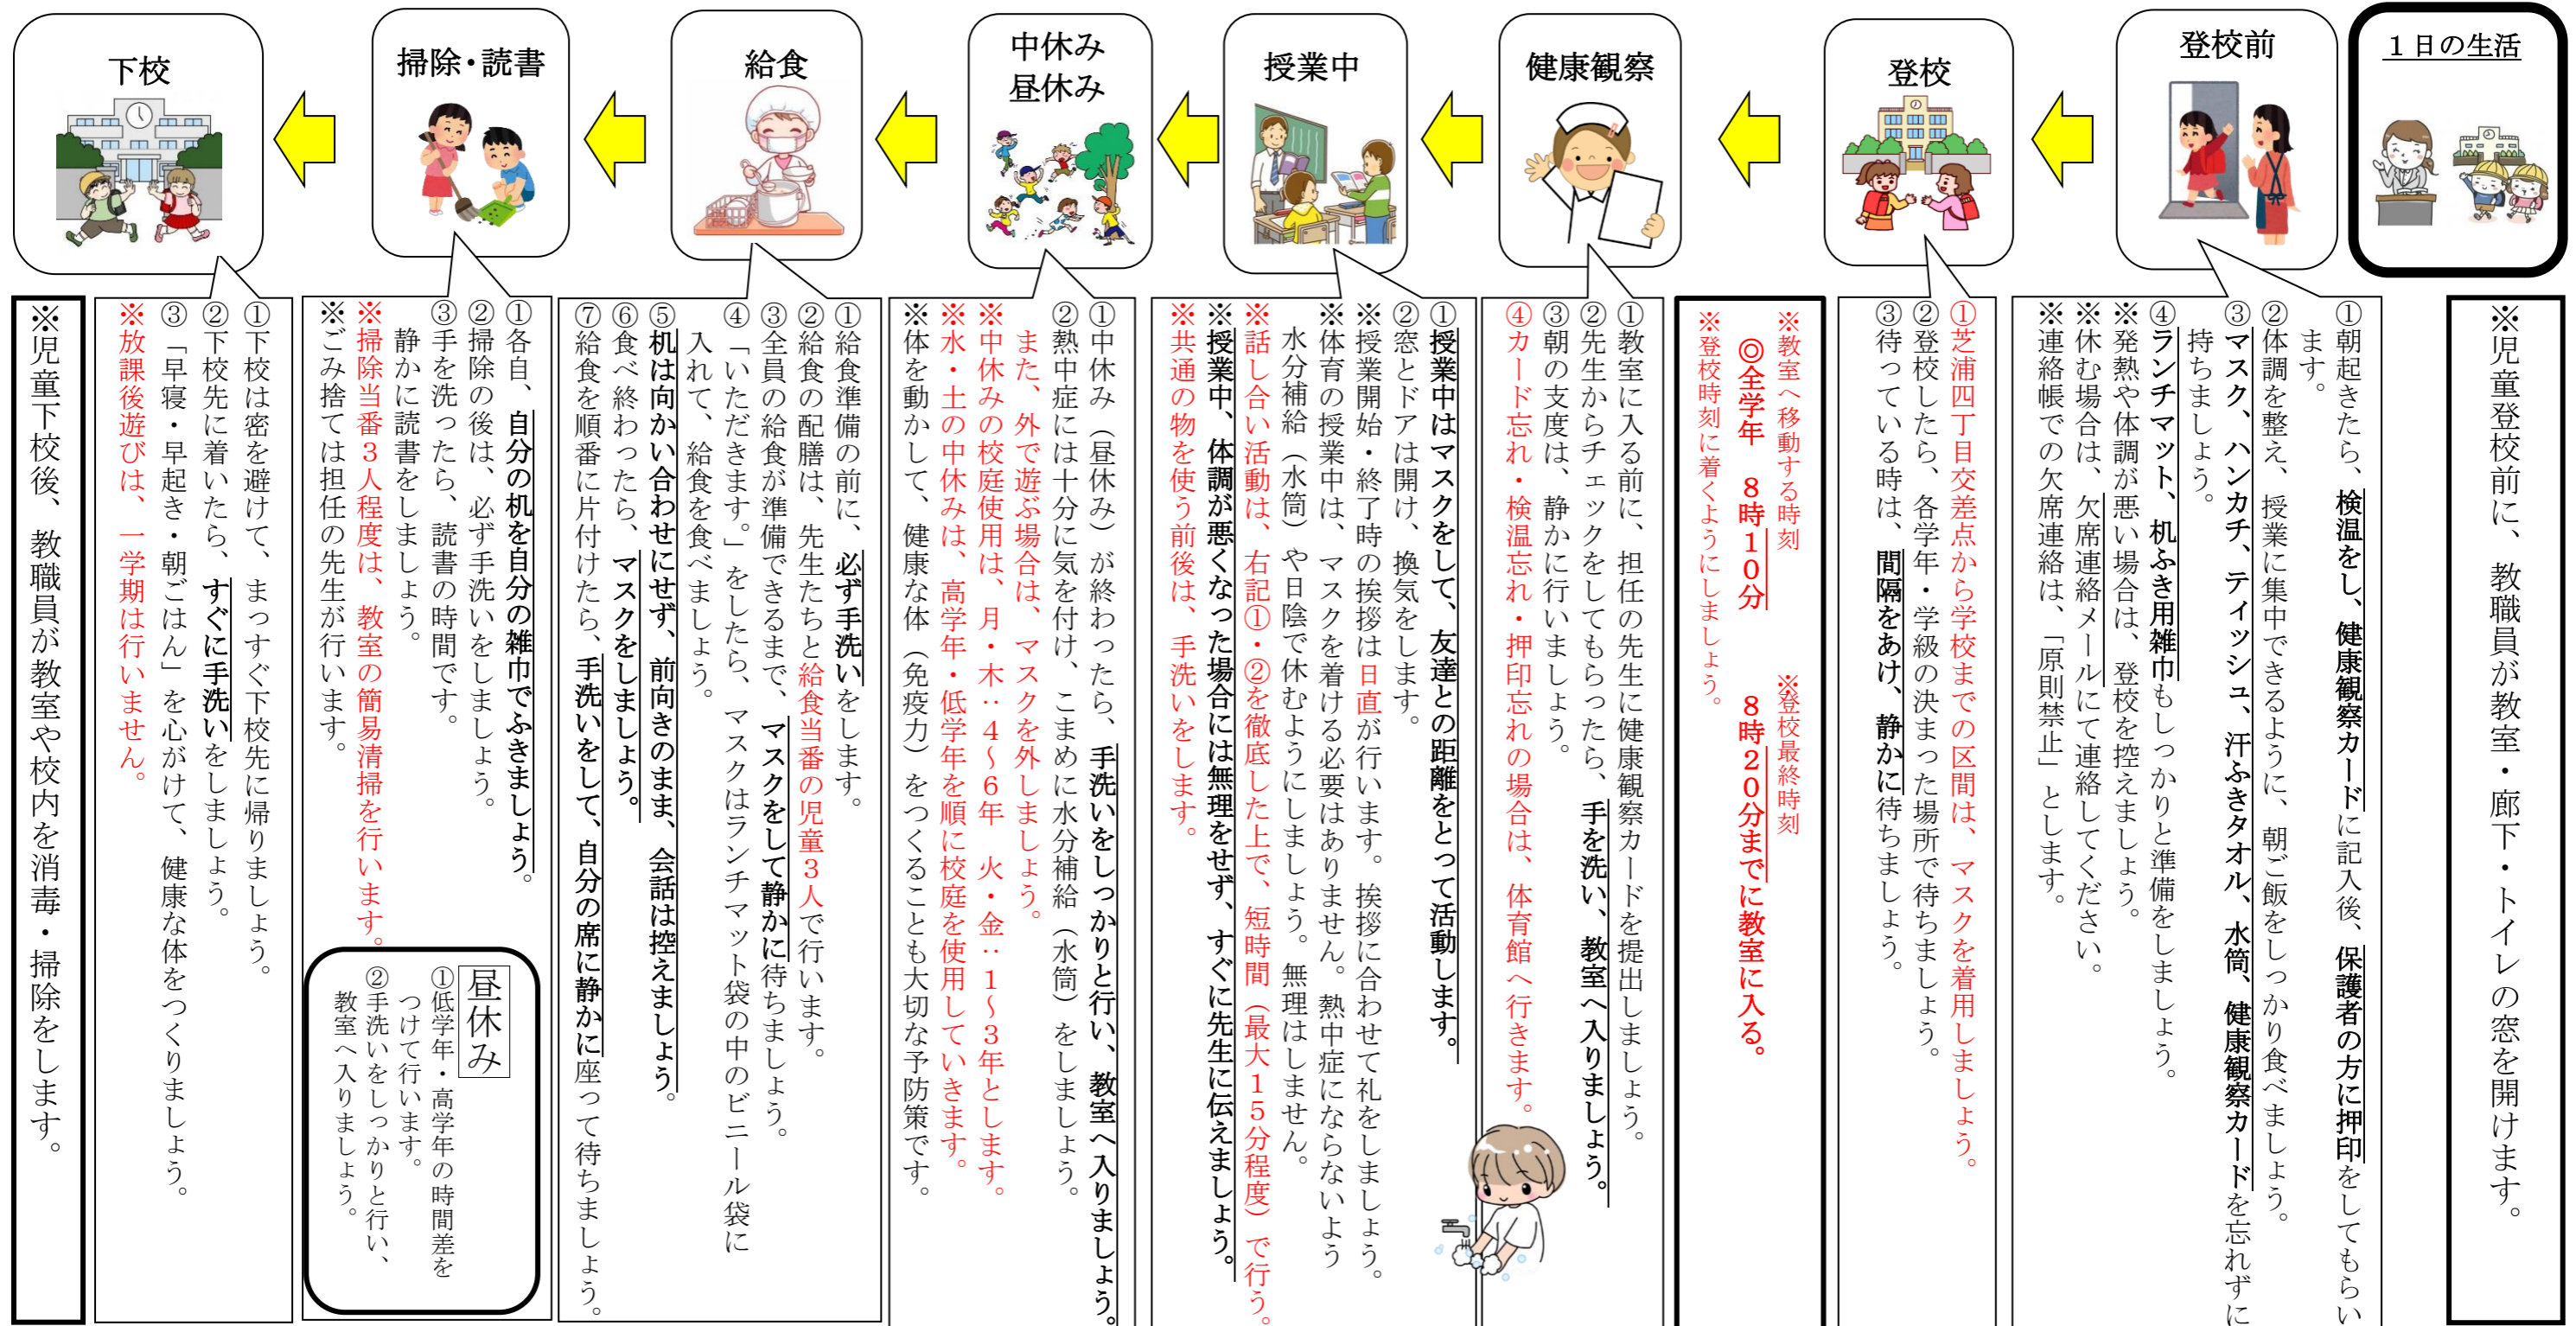 １日の生活
登校前
登校
健康観察
授業中
中休み
昼休み
給食
掃除・読書
下校
※児童登校前に、教職員が教室・廊下・トイレの窓を開けます。
①朝起きたら、検温をし、健康観察カードに記入後、保護者の方に押印をしてもらい
ます。
②体調を整え、授業に集中できるように、朝ご飯をしっかり食べましょう。
③マスク、ハンカチ、ティッシュ、汗ふきタオル、水筒、健康観察カードを忘れずに
持ちましょう。
④ランチマット、机ふき用雑巾もしっかりと準備をしましょう。
※発熱や体調が悪い場合は、登校を控えましょう。
※休む場合は、欠席連絡メールにて連絡してください。
※連絡帳での欠席連絡は、「原則禁止」とします。
①芝浦四丁目交差点から学校までの区間は、マスクを着用しましょう。
②登校したら、各学年・学級の決まった場所で待ちましょう。
③待っている時は、間隔をあけ、静かに待ちましょう。
※教室へ移動する時刻　※登校最終時刻
◎全学年　８時１０分　８時２０分までに教室に入る。
※登校時刻に着くようにしましょう。
①教室に入る前に、担任の先生に健康観察カードを提出しましょう。
②先生からチェックをしてもらったら、手を洗い、教室へ入りましょう。
③朝の支度は、静かに行いましょう。
④カード忘れ・検温忘れ・押印忘れの場合は、体育館へ行きます。
①授業中はマスクをして、友達との距離をとって活動します。
②窓とドアは開け、換気をします。
※授業開始・終了時の挨拶は日直が行います。挨拶に合わせて礼をしましょう。
※体育の授業中は、マスクを着ける必要はありません。熱中症にならないよう
水分補給（水筒）や日陰で休むようにしましょう。無理はしません。
※話し合い活動は、右記①・②を徹底した上で、短時間（最大１５分程度）で行う。
※授業中、体調が悪くなった場合には無理をせず、すぐに先生に伝えましょう。
※共通の物を使う前後は、手洗いをします。
①中休み（昼休み）が終わったら、手洗いをしっかりと行い、教室へ入りましょう。
②熱中症には十分に気を付け、こまめに水分補給（水筒）をしましょう。
また、外で遊ぶ場合は、マスクを外しましょう。
※中休みの校庭使用は、月・木：４～６年　火・金：１～３年とします。
※水・土の中休みは、高学年・低学年を順に校庭を使用していきます。
※体を動かして、健康な体（免疫力）をつくることも大切な予防策です。
①給食準備の前に、必ず手洗いをします。
②給食の配膳は、先生たちと給食当番の児童３人で行います。
③全員の給食が準備できるまで、マスクをして静かに待ちましょう。
④「いただきます。」をしたら、マスクはランチマット袋の中のビニール袋に
入れて、給食を食べましょう。
⑤机は向かい合わせにせず、前向きのまま、会話は控えましょう。
⑥食べ終わったら、マスクをしましょう。
⑦給食を順番に片付けたら、手洗いをして、自分の席に静かに座って待ちましょう。
①各自、自分の机を自分の雑巾でふきましょう。
②掃除の後は、必ず手洗いをしましょう。
③手を洗ったら、読書の時間です。
静かに読書をしましょう。
※掃除当番３人程度は、教室の簡易清掃を行います。
※ごみ捨ては担任の先生が行います。
昼休み
①低学年・高学年の時間差を
つけて行います。
②手洗いをしっかりと行い、
教室へ入りましょう。
①下校は密を避けて、まっすぐ下校先に帰りましょう。
②下校先に着いたら、すぐに手洗いをしましょう。
③「早寝・早起き・朝ごはん」を心がけて、健康な体をつくりましょう。
※放課後遊びは、一学期は行いません。
※児童下校後、教職員が教室や校内を消毒・掃除をします。